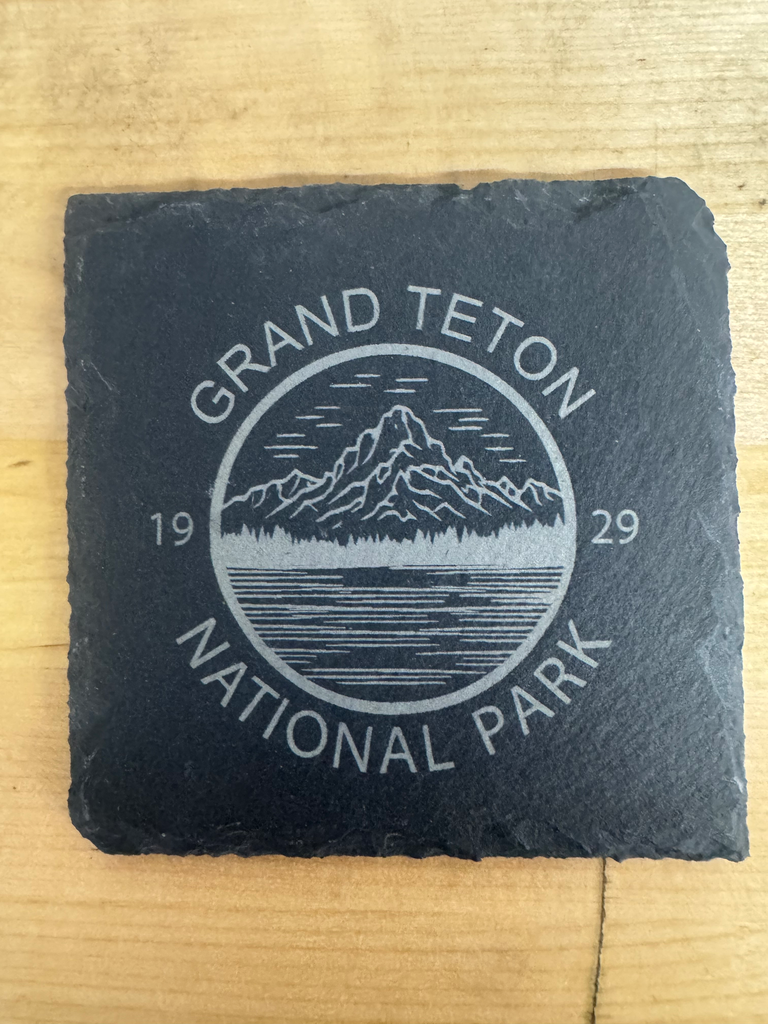 GRAND TETON
19 29
NATIONAL PARK